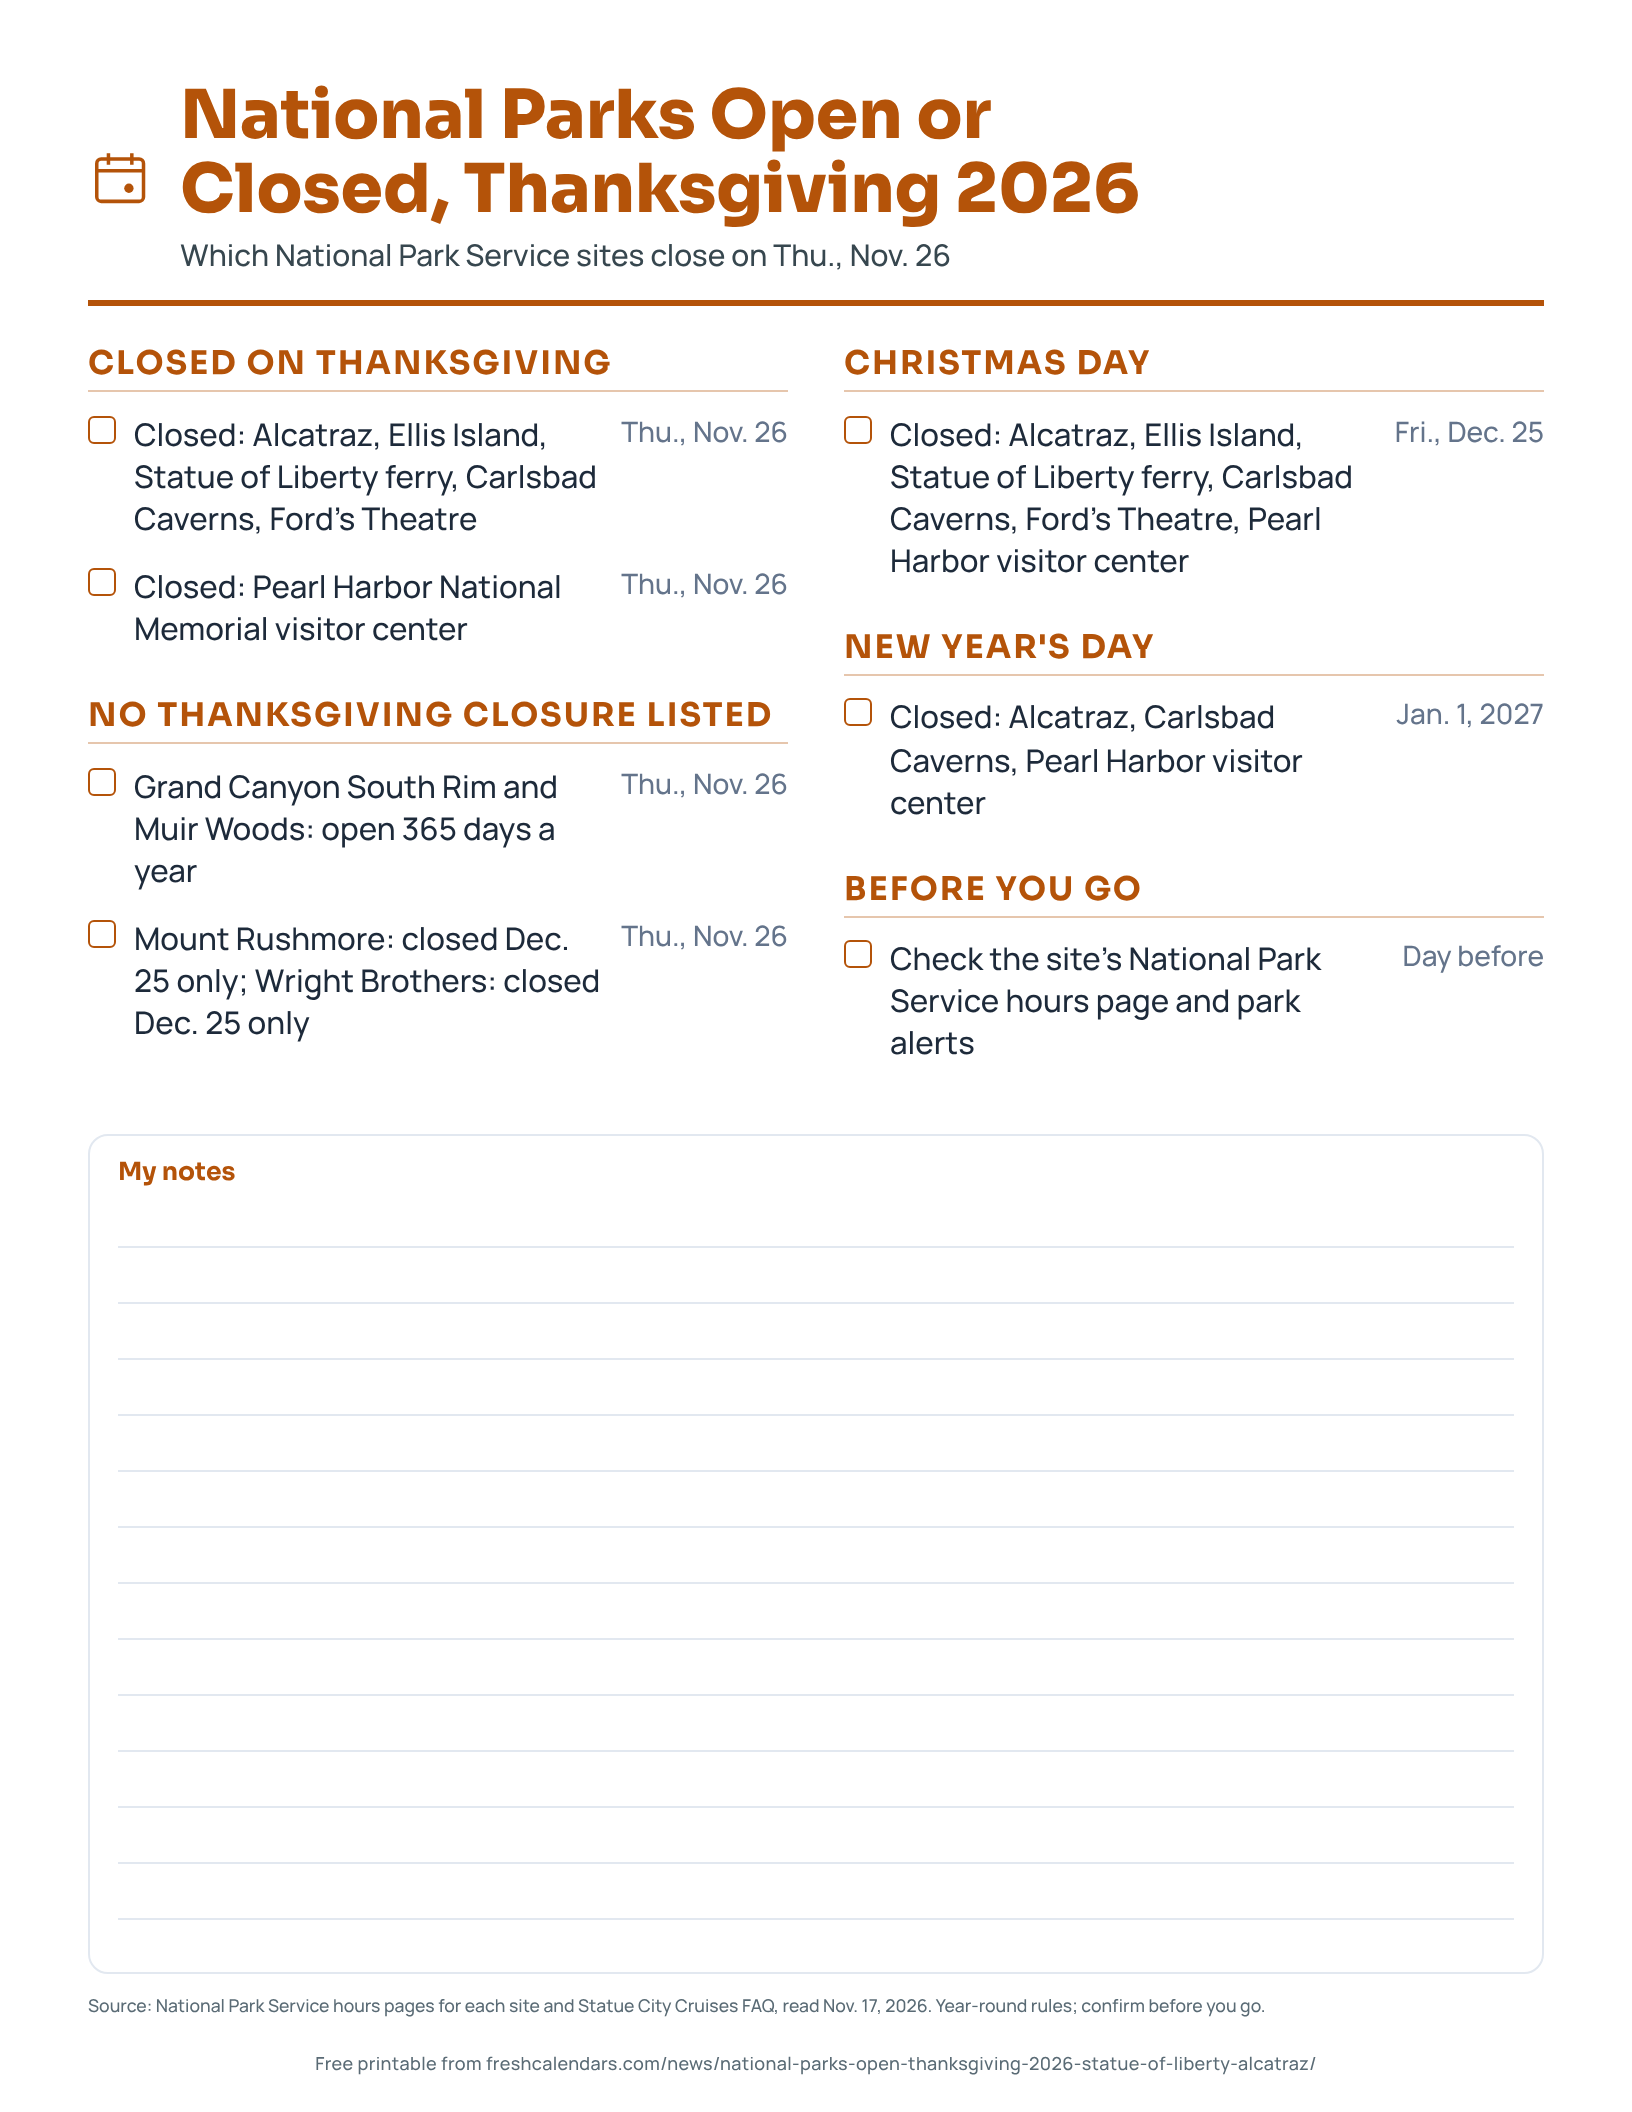 National Parks Open or
Closed, Thanksgiving 2026
Which National Park Service sites close on Thu., Nov. 26
CLOSED ON THANKSGIVING
Closed: Alcatraz, Ellis Island, Thu., Nov. 26
Statue of Liberty ferry, Carlsbad
Caverns, Ford’s Theatre
Closed: Pearl Harbor National Thu., Nov. 26
Memorial visitor center
NO THANKSGIVING CLOSURE LISTED
Grand Canyon South Rim and Thu., Nov. 26
Muir Woods: open 365 days a
year
Mount Rushmore: closed Dec. Thu., Nov. 26
25 only; Wright Brothers: closed
Dec. 25 only
CHRISTMAS DAY
Closed: Alcatraz, Ellis Island, Fri., Dec. 25
Statue of Liberty ferry, Carlsbad
Caverns, Ford’s Theatre, Pearl
Harbor visitor center
NEW YEAR'S DAY
Closed: Alcatraz, Carlsbad Jan. 1, 2027
Caverns, Pearl Harbor visitor
center
BEFORE YOU GO
Check the site’s National Park Day before
Service hours page and park
alerts
My notes
Source: National Park Service hours pages for each site and Statue City Cruises FAQ, read Nov. 17, 2026. Year-round rules; confirm before you go.
Free printable from freshcalendars.com/news/national-parks-open-thanksgiving-2026-statue-of-liberty-alcatraz/